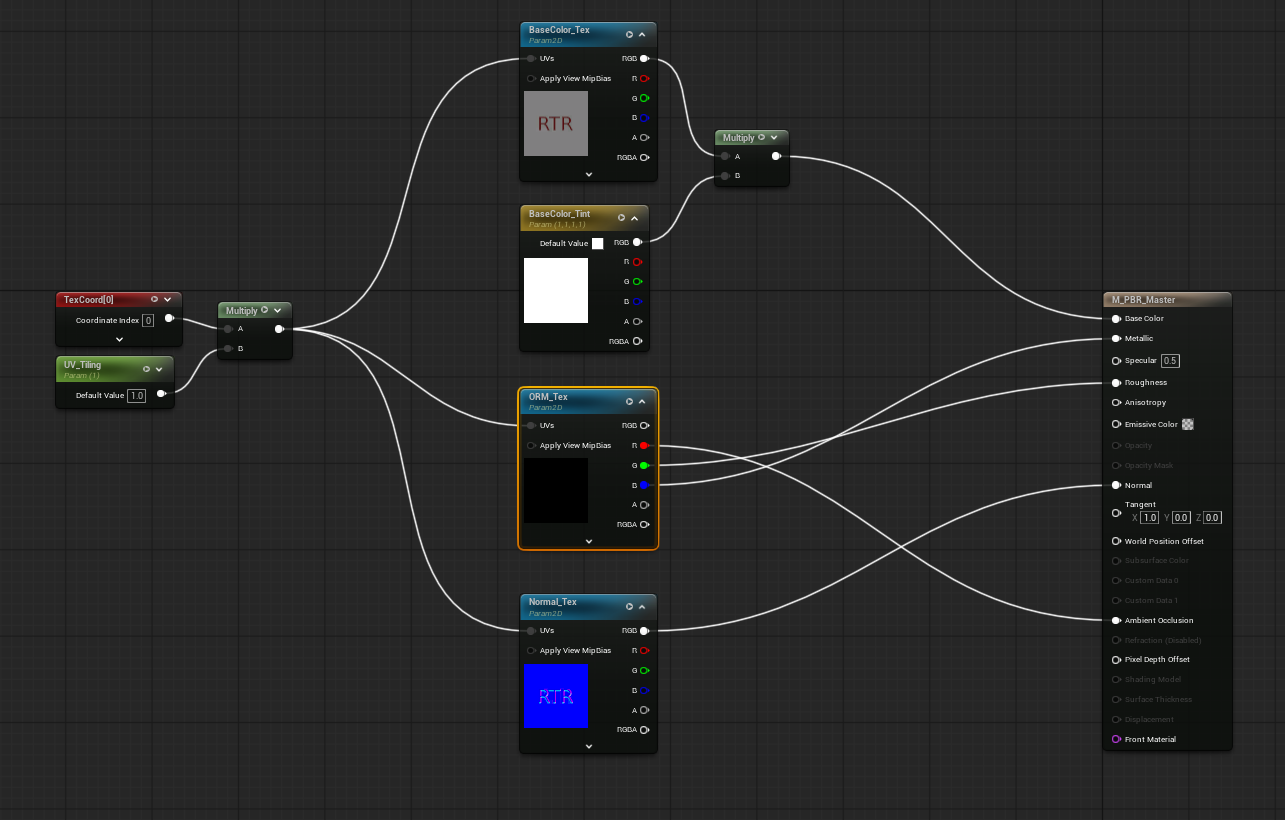 BaseColor_Tex
Param2D
UVs RGB
Apply View MipBias R
G
B
A
RGBA
RTR
Multiply
A
B
BaseColor_Tint
Param (1,1,1,1)
Default Value RGB
R
G
B
A
RGBA
TexCoord[0]
Coordinate Index 0
Multiply
A
B
UV_Tiling
Param (1)
Default Value 1.0
ORM_Tex
Param2D
UVs RGB
Apply View MipBias R
G
B
A
RGBA
Normal_Tex
Param2D
UVs RGB
Apply View MipBias R
G
B
A
RGBA
RTR
M_PBR_Master
Base Color
Metallic
Specular 0.5
Roughness
Anisotropy
Emissive Color
Opacity
Opacity Mask
Normal
Tangent
X 1.0 Y 0.0 Z 0.0
World Position Offset
Subsurface Color
Custom Data 0
Custom Data 1
Ambient Occlusion
Refraction (Disabled)
Pixel Depth Offset
Shading Model
Surface Thickness
Displacement
Front Material